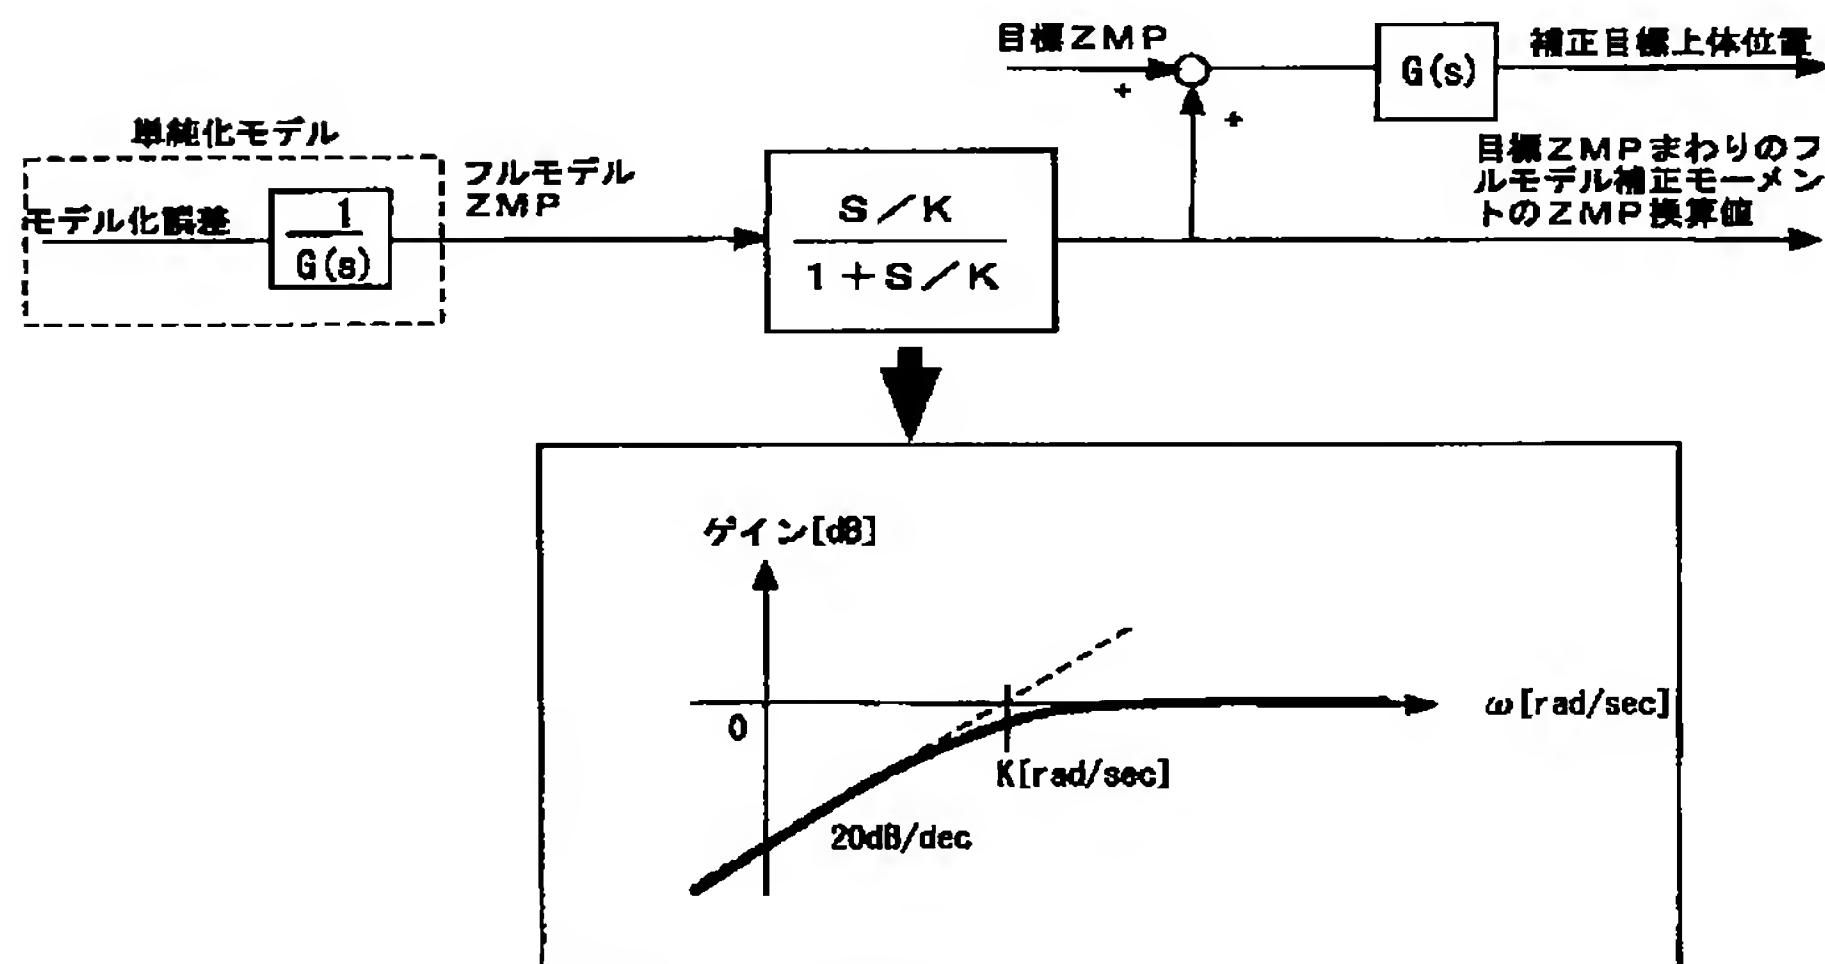 目標ZMP
+
+
G(s)
補正目標上体位置
単純化モデル
モデル化誤差
1
G(s)
フルモデル
ZMP
S／K
1＋S／K
目標ZMPまわりのフ
ルモデル補正モーメン
トのZMP換算値
ゲイン[dB]
0
ω[rad/sec]
K[rad/sec]
20dB/dec